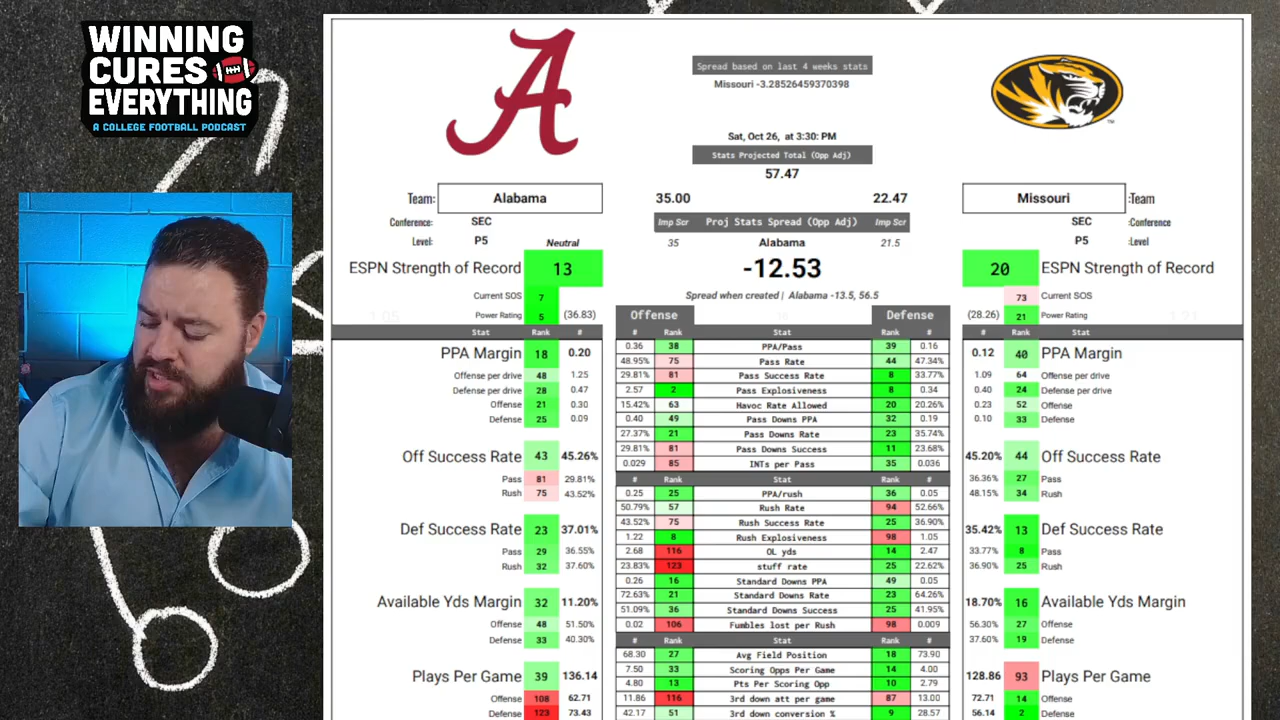 WINNING
CURES
EVERYTHING
A COLLEGE FOOTBALL PODCAST
Spread based on last 4 weeks stats
Missouri -3.28526459370398
Sat, Oct 26, at 3:30: PM
Stats Projected Total (Opp Adj)
57.47
Team: Alabama 35.00 22.47 Missouri :Team
Conference: SEC Imp Scr Proj Stats Spread (Opp Adj) Imp Scr SEC :Conference
Level: P5 Neutral 35 Alabama 21.5 P5 :Level
ESPN Strength of Record 13 -12.53 20 ESPN Strength of Record
Current SOS 7 Spread when created | Alabama -13.5, 56.5 73 Current SOS
Power Rating 5 (36.83) Offense Defense (28.26) 21 Power Rating
Stat Rank # # Rank Stat Rank # # Rank Stat
0.36 38 PPA/Pass 39 0.16
PPA Margin 18 0.20 48.95% 75 Pass Rate 44 47.34% 0.12 40 PPA Margin
Offense per drive 48 1.25 29.81% 81 Pass Success Rate 8 33.77% 1.09 64 Offense per drive
Defense per drive 28 0.47 2.57 2 Pass Explosiveness 8 0.34 0.40 24 Defense per drive
Offense 21 0.30 15.42% 63 Havoc Rate Allowed 20 20.26% 0.23 52 Offense
Defense 25 0.09 0.40 49 Pass Downs PPA 32 0.19 0.10 33 Defense
27.37% 21 Pass Downs Rate 23 35.74%
Off Success Rate 43 45.26% 29.81% 81 Pass Downs Success 11 23.68% 45.20% 44 Off Success Rate
0.029 85 INTs per Pass 35 0.036
Pass 81 29.81% # Rank Stat Rank # 36.36% 27 Pass
Rush 75 43.52% 0.25 25 PPA/rush 36 0.05 48.15% 34 Rush
50.79% 57 Rush Rate 94 52.66%
Def Success Rate 23 37.01% 43.52% 75 Rush Success Rate 25 36.90% 35.42% 13 Def Success Rate
1.22 8 Rush Explosiveness 98 1.05
Pass 29 36.55% 2.68 116 OL yds 14 2.47 33.77% 8 Pass
Rush 32 37.60% 23.83% 123 stuff rate 25 22.62% 36.90% 25 Rush
0.26 16 Standard Downs PPA 49 0.05
Available Yds Margin 32 11.20% 72.63% 21 Standard Downs Rate 23 64.26% 18.70% 16 Available Yds Margin
51.09% 36 Standard Downs Success 25 41.95%
Offense 48 51.50% 0.02 106 Fumbles lost per Rush 98 0.009 56.30% 27 Offense
Defense 33 40.30% # Rank Stat Rank # 37.60% 19 Defense
68.30 27 Avg Field Position 18 73.90
Plays Per Game 39 136.14 7.50 33 Scoring Opps Per Game 14 4.00 128.86 93 Plays Per Game
4.80 13 Pts Per Scoring Opp 10 2.79
Offense 108 62.71 11.86 116 3rd down att per game 87 13.00 72.71 14 Offense
Defense 123 73.43 42.17 51 3rd down conversion % 9 28.57 56.14 2 Defense